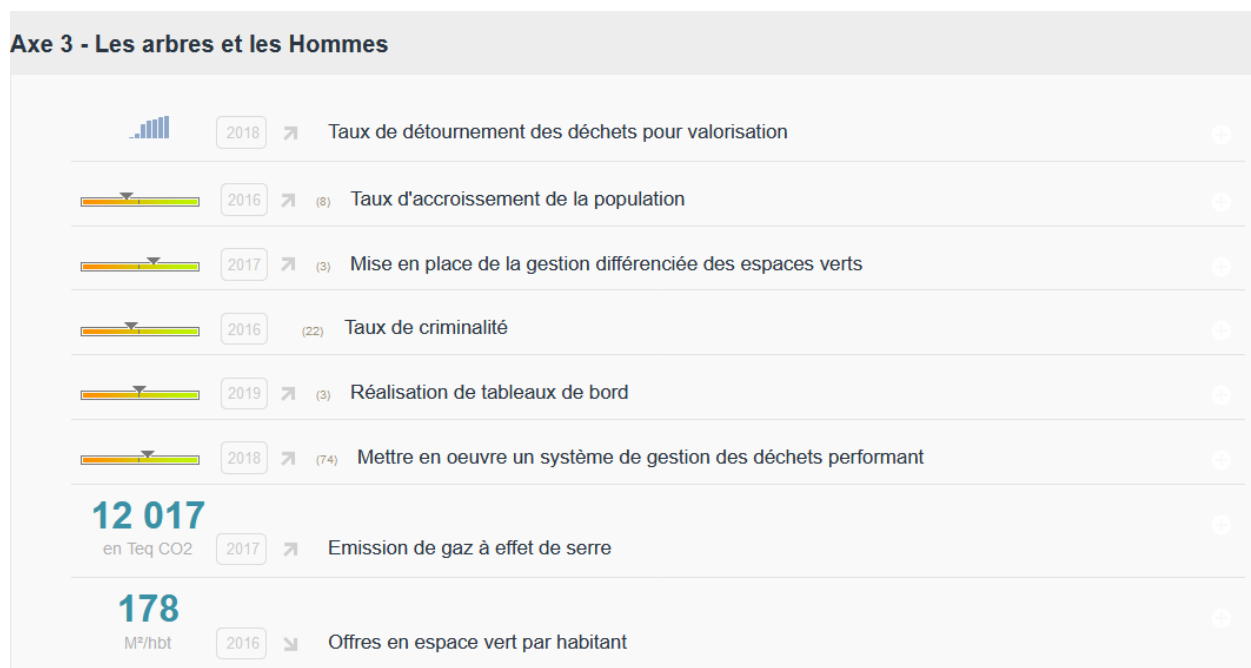 Axe 3 - Les arbres et les Hommes
2018 Taux de détournement des déchets pour valorisation
2016 (8) Taux d'accroissement de la population
2017 (3) Mise en place de la gestion différenciée des espaces verts
2016 (22) Taux de criminalité
2019 (3) Réalisation de tableaux de bord
2018 (74) Mettre en oeuvre un système de gestion des déchets performant
12 017
en Teq CO2 2017 Emission de gaz à effet de serre
178
M²/hbt 2016 Offres en espace vert par habitant